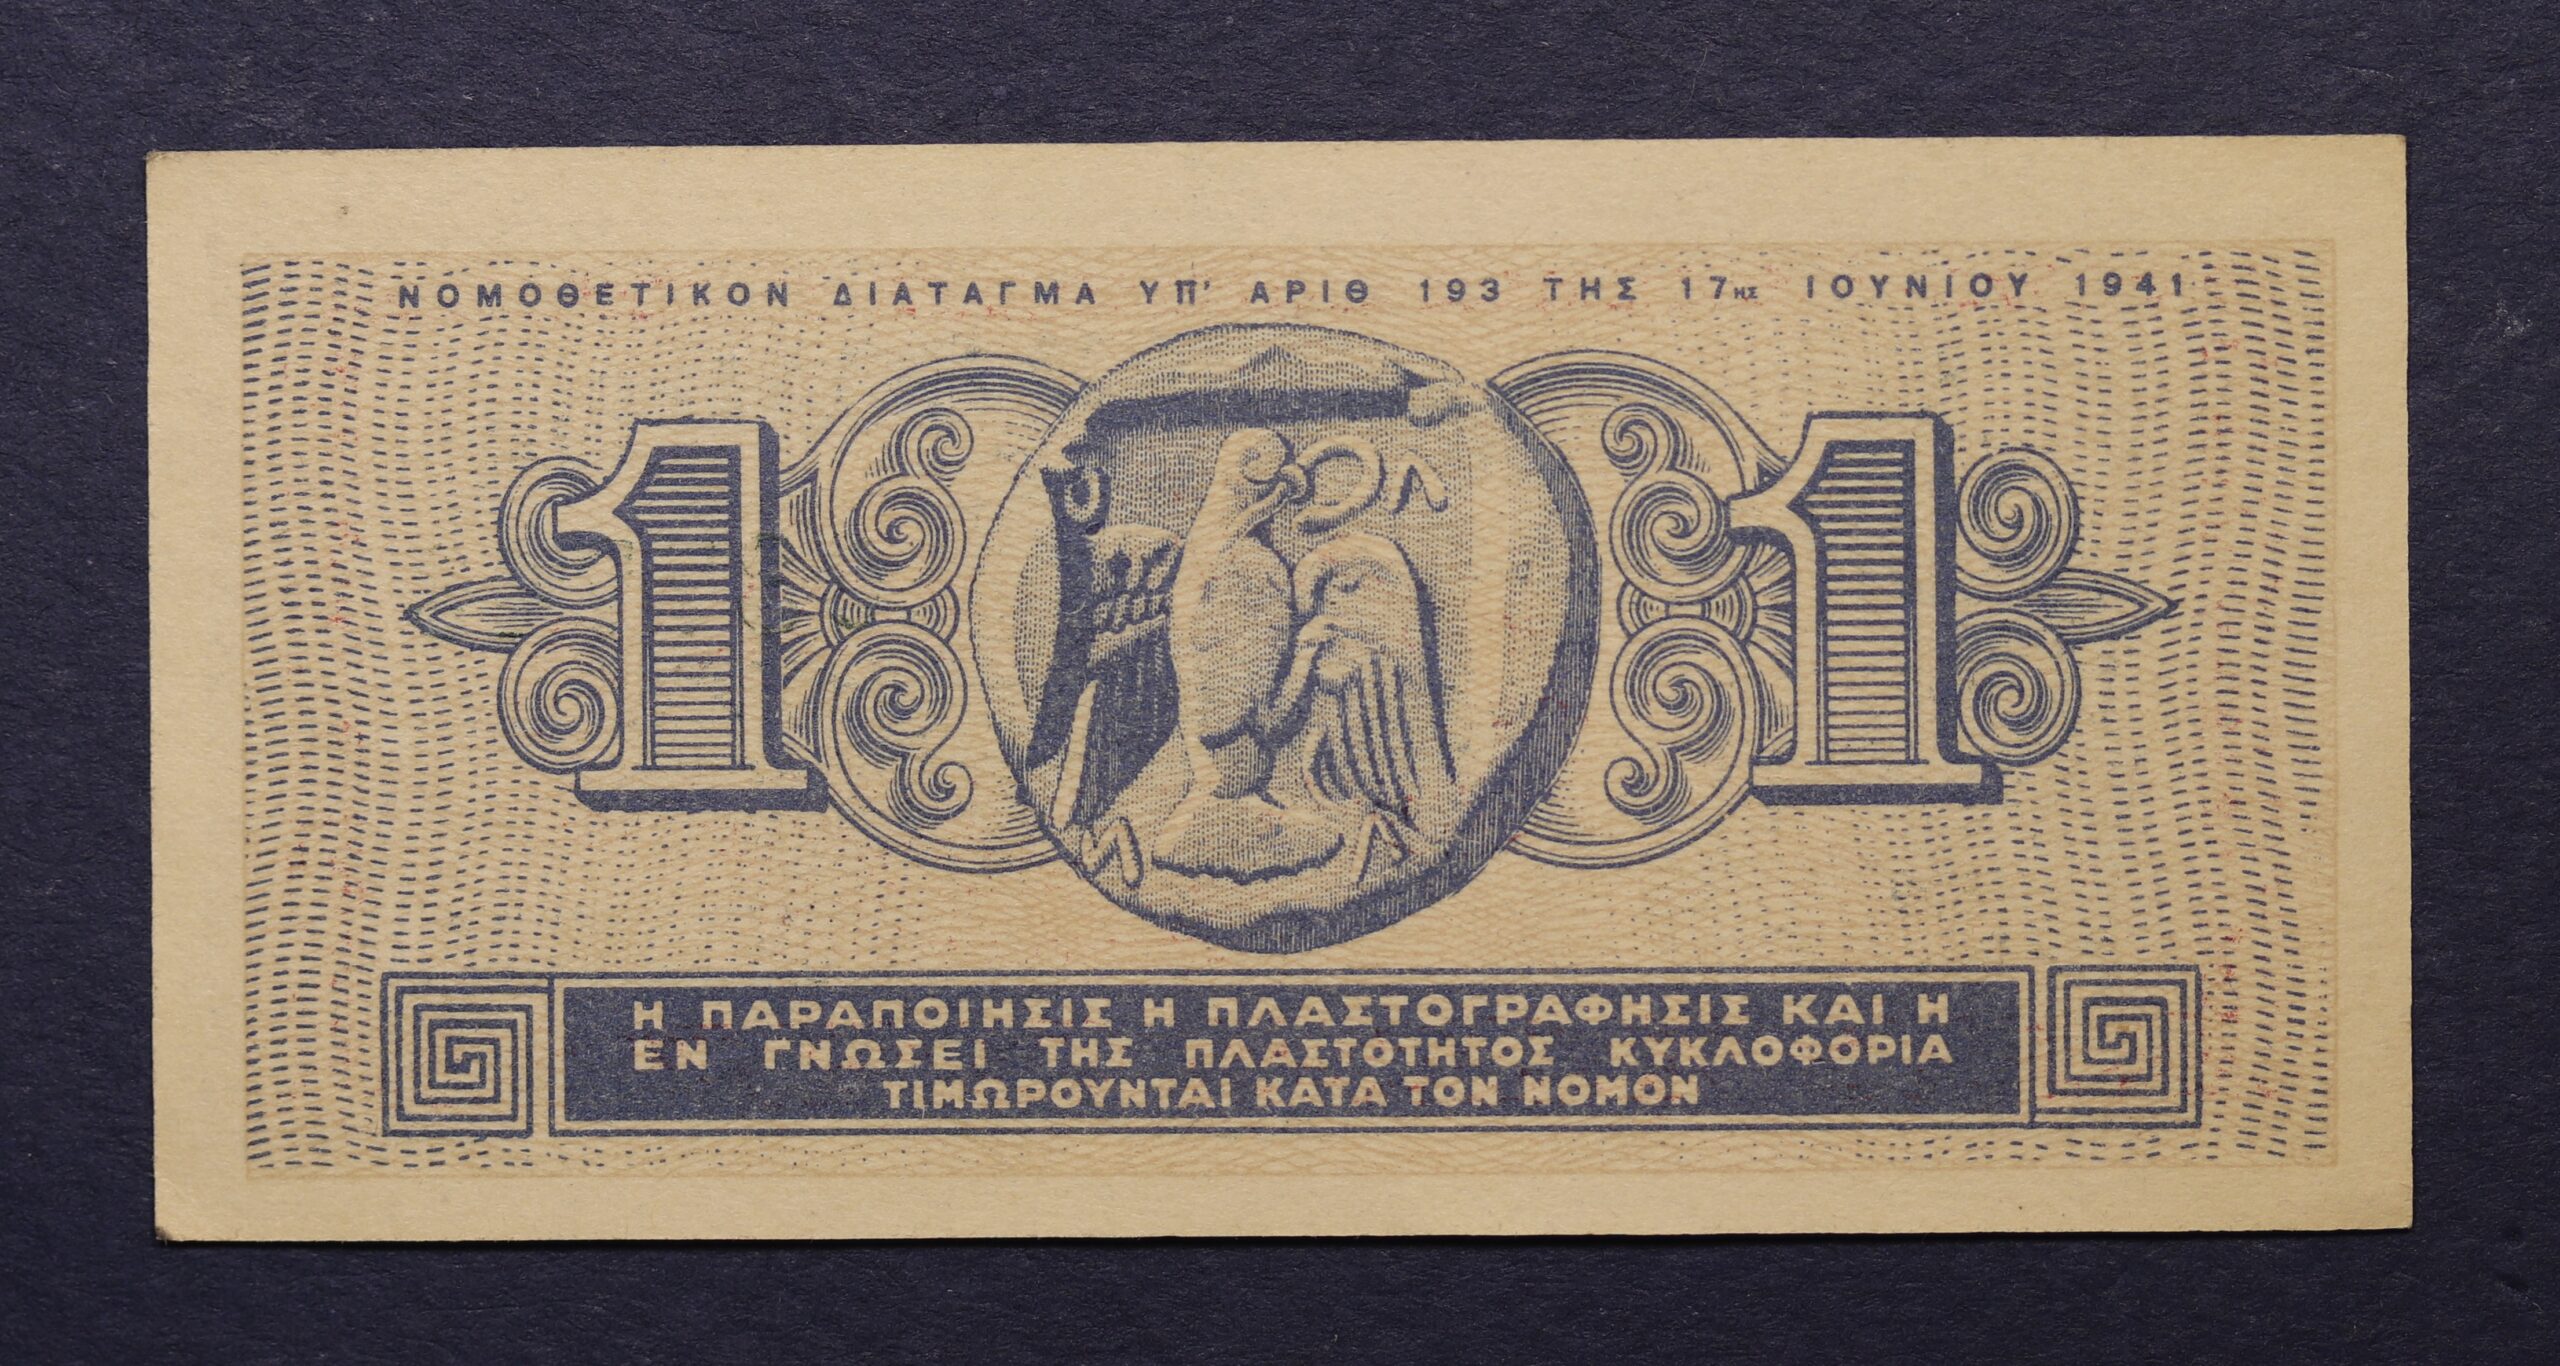 ΝΟΜΟΘΕΤΙΚΟΝ ΔΙΑΤΑΓΜΑ ΥΠ' ΑΡΙΘ 193 ΤΗΣ 17ΗΣ ΙΟΥΝΙΟΥ 1941
1 1
Η ΠΑΡΑΠΟΙΗΣΙΣ Η ΠΛΑΣΤΟΓΡΑΦΗΣΙΣ ΚΑΙ Η
ΕΝ ΓΝΩΣΕΙ ΤΗΣ ΠΛΑΣΤΟΤΗΤΟΣ ΚΥΚΛΟΦΟΡΙΑ
ΤΙΜΩΡΟΥΝΤΑΙ ΚΑΤΑ ΤΟΝ ΝΟΜΟΝ